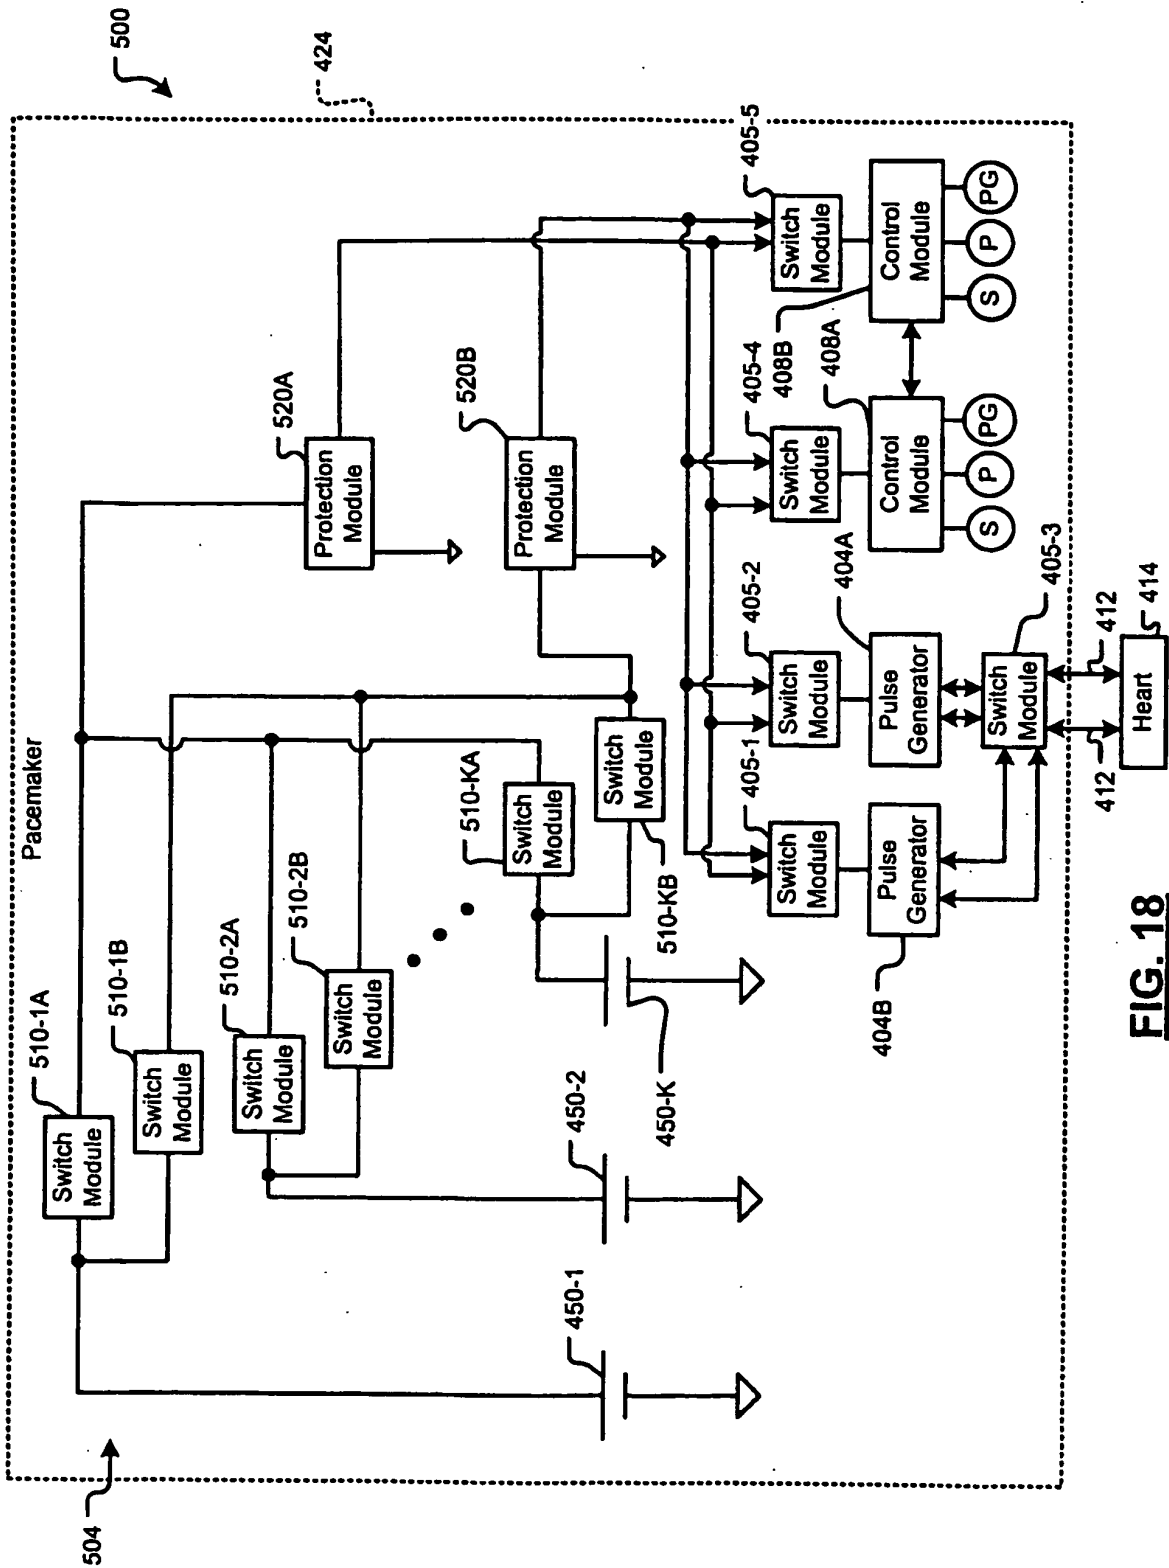 500
424
504
Pacemaker
510-1A
Switch
Module
510-1B
Switch
Module
510-2A
Switch
Module
510-2B
Switch
Module
510-KA
Switch
Module
Switch
Module
510-KB
520A
Protection
Module
520B
Protection
Module
450-1
450-2
450-K
405-1
Switch
Module
405-2
Switch
Module
405-4
Switch
Module
405-5
Switch
Module
404B
Pulse
Generator
404A
Pulse
Generator
408A
Control
Module
408B
Control
Module
S
P
PG
S
P
PG
405-3
Switch
Module
412
412
414
Heart
FIG. 18